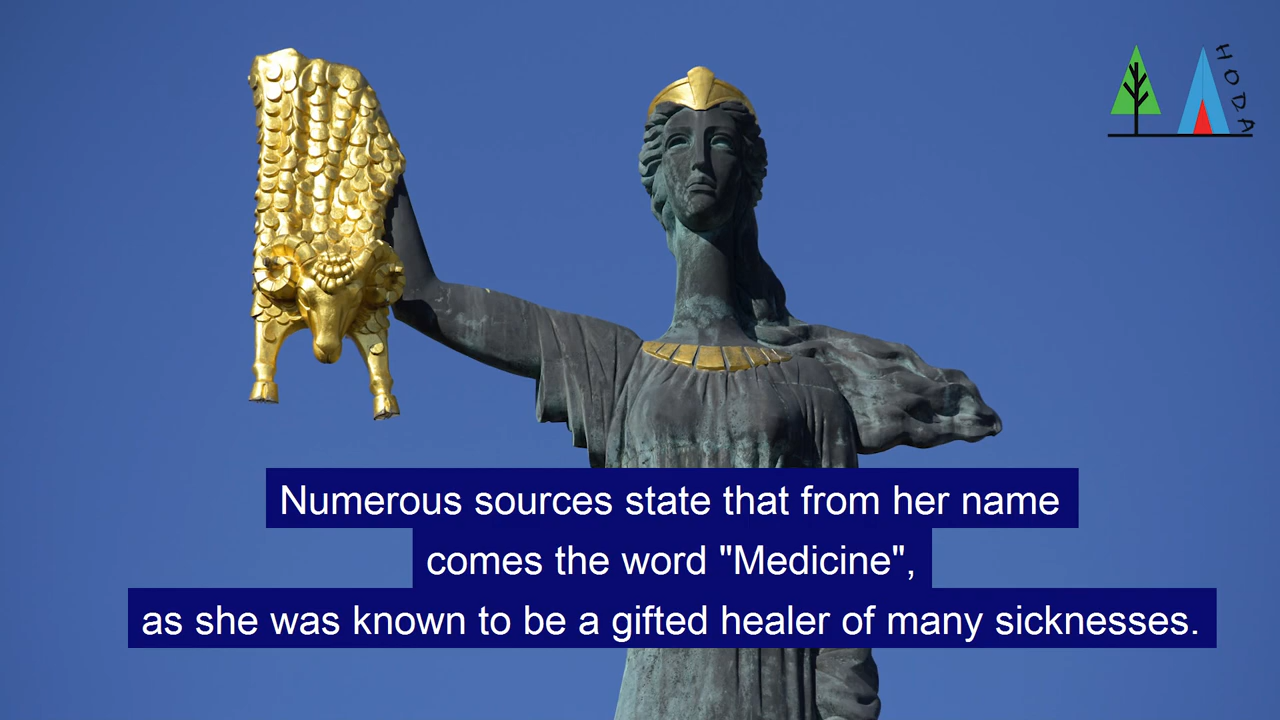 HODA
Numerous sources state that from her name
comes the word "Medicine",
as she was known to be a gifted healer of many sicknesses.